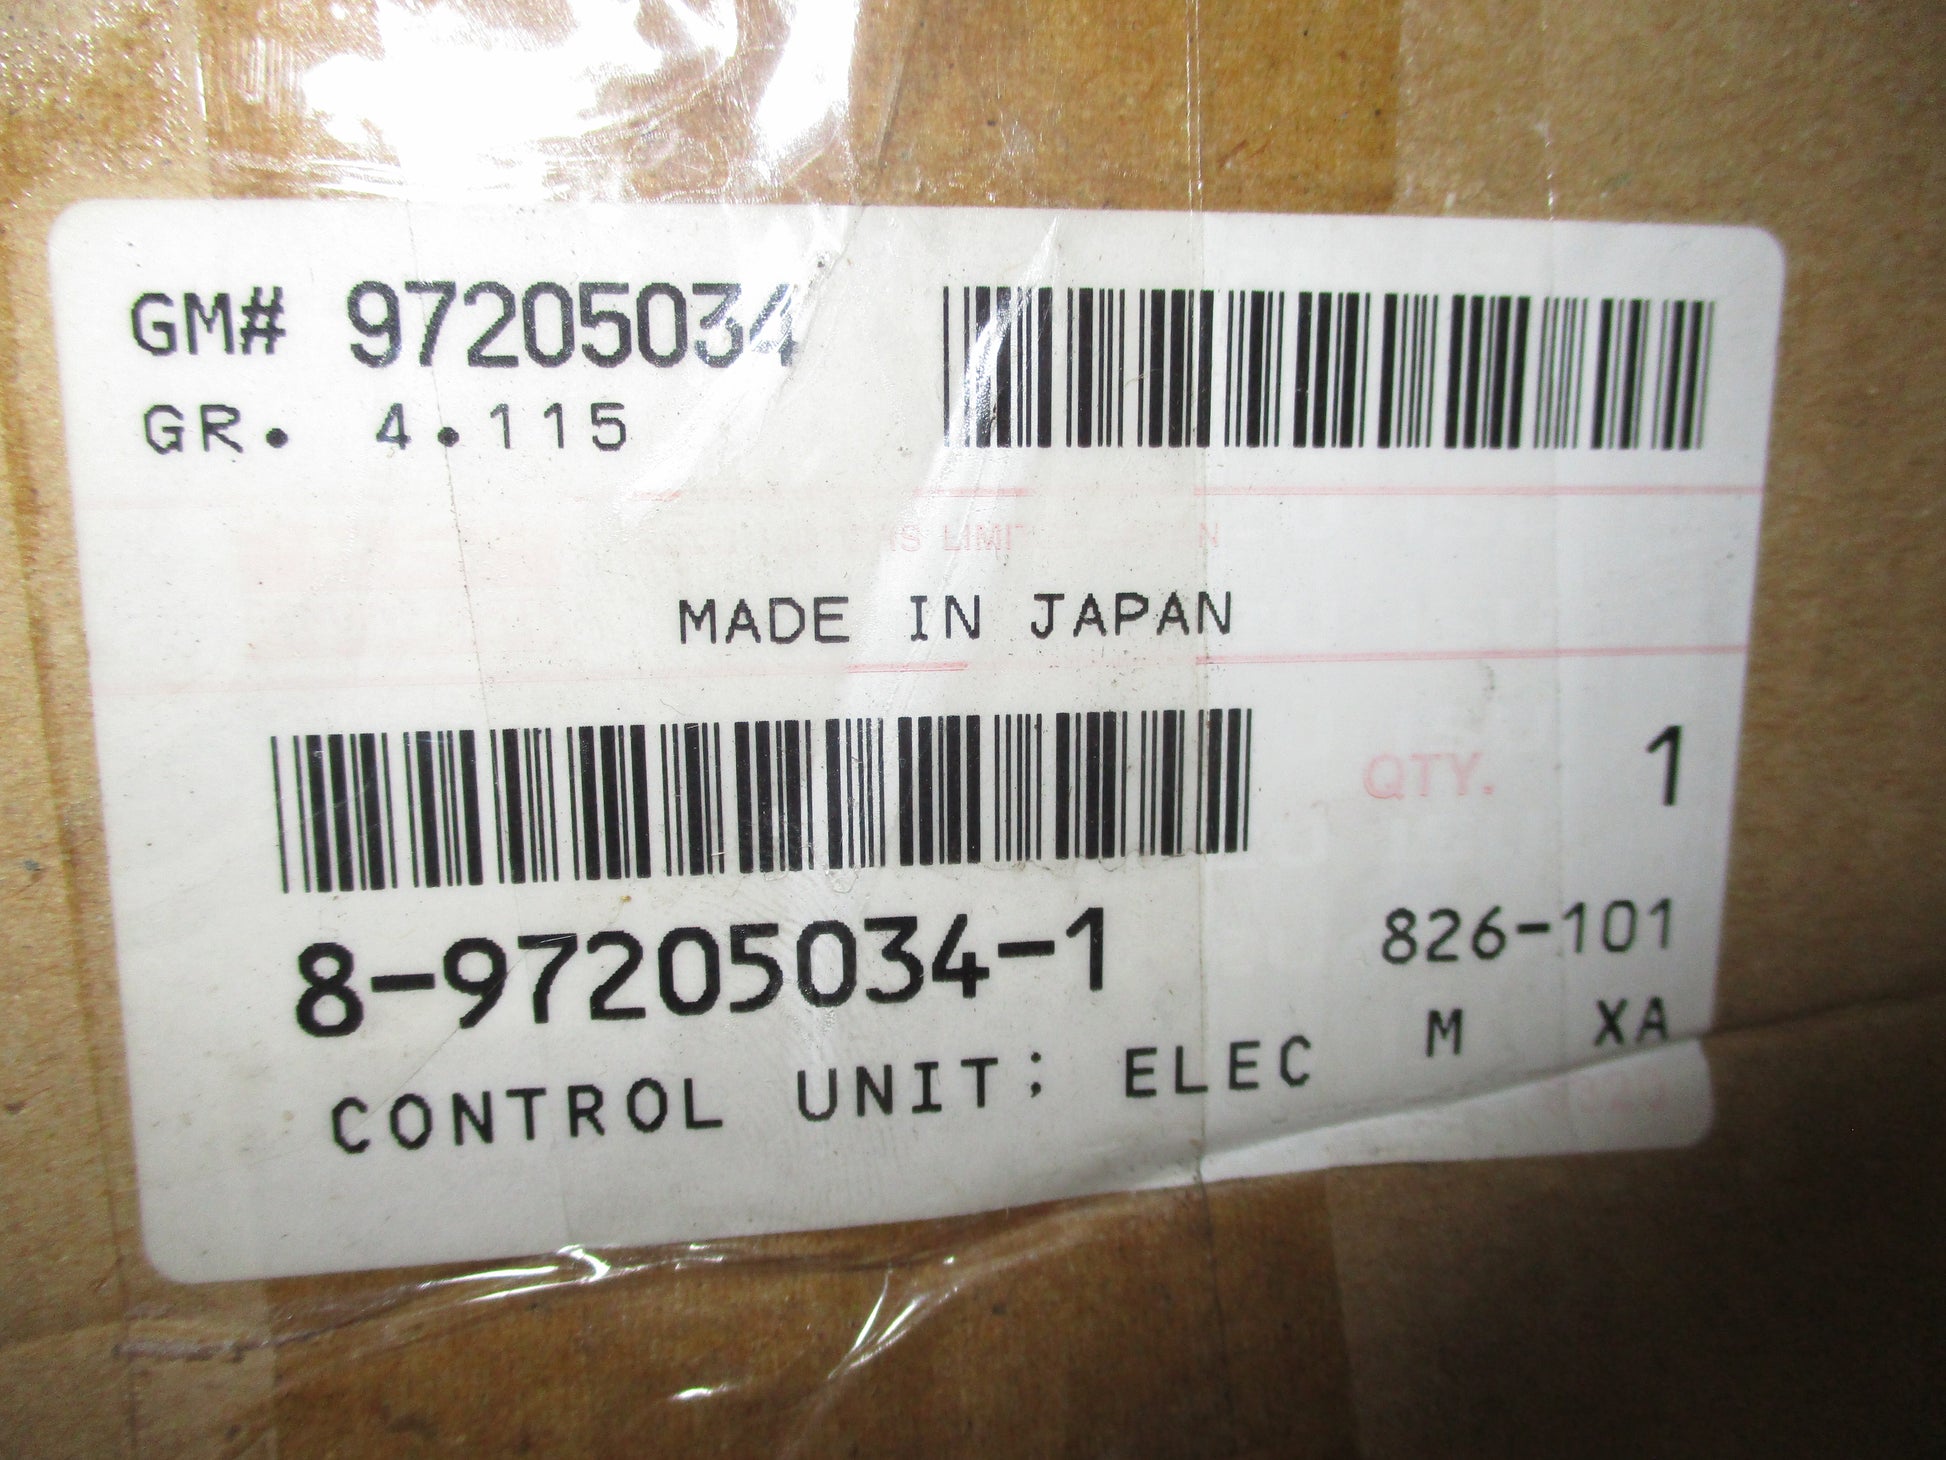 GM# 97205034
GR. 4.115
LIMI
MADE IN JAPAN
QTY. 1
8-97205034-1
826-101
CONTROL UNIT; ELEC M XA